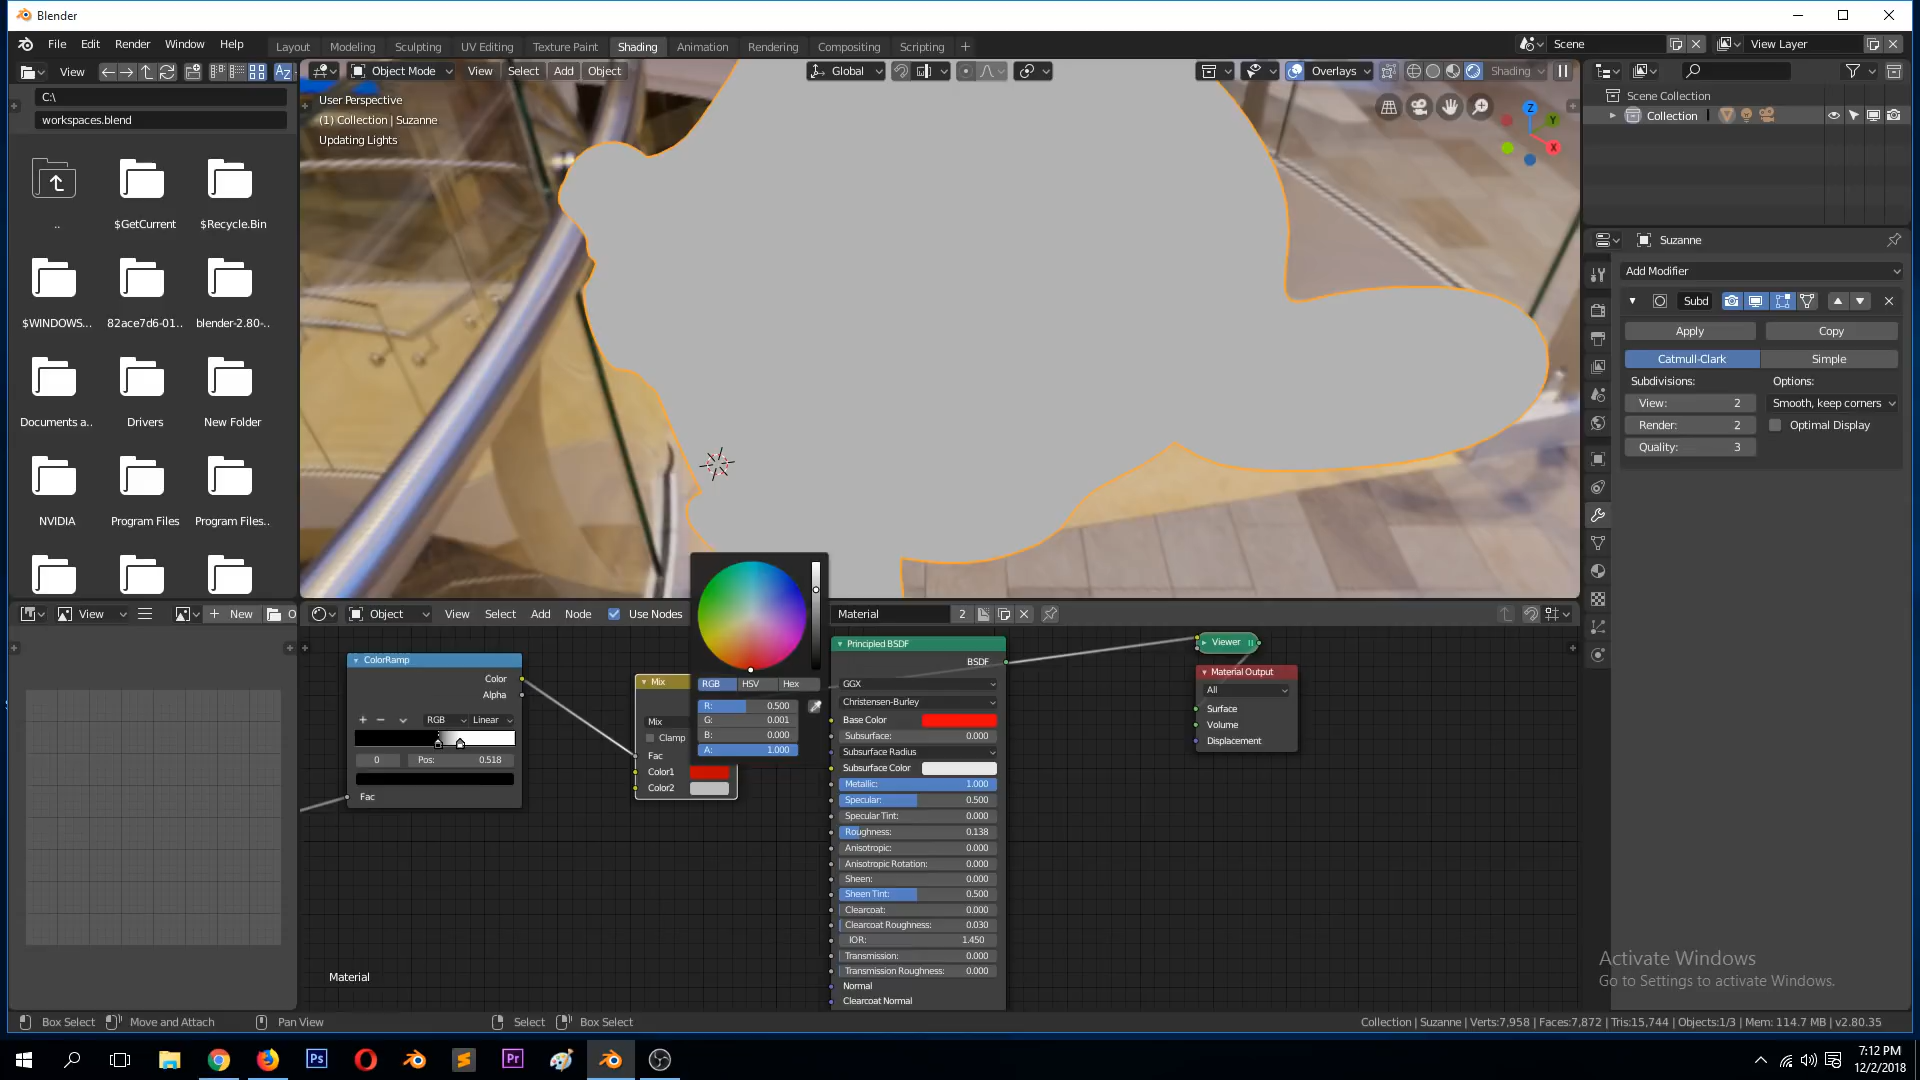 Blender
File Edit Render Window Help
Layout Modeling Sculpting UV Editing Texture Paint Shading Animation Rendering Compositing Scripting +
Scene
View Layer
View
C:\
workspaces.blend
..
$GetCurrent
$Recycle.Bin
$WINDOWS...
82ace7d6-01..
blender-2.80-..
Documents a..
Drivers
New Folder
NVIDIA
Program Files
Program Files..
Object Mode View Select Add Object
Global
Overlays
Shading
User Perspective
(1) Collection | Suzanne
Updating Lights
Z
Y
X
Scene Collection
Collection
Suzanne
Add Modifier
Subd
Apply
Copy
Catmull-Clark
Simple
Subdivisions:
Options:
View: 2
Smooth, keep corners
Render: 2
Optimal Display
Quality: 3
View
New
O
Object View Select Add Node Use Nodes
Material 2
ColorRamp
Color
Alpha
RGB Linear
0 Pos: 0.518
Fac
Mix
Mix
Clamp
Fac
Color1
Color2
RGB HSV Hex
R: 0.500
G: 0.001
B: 0.000
A: 1.000
Principled BSDF
BSDF
GGX
Christensen-Burley
Base Color
Subsurface: 0.000
Subsurface Radius
Subsurface Color
Metallic: 1.000
Specular: 0.500
Specular Tint: 0.000
Roughness: 0.138
Anisotropic: 0.000
Anisotropic Rotation: 0.000
Sheen: 0.000
Sheen Tint: 0.500
Clearcoat: 0.000
Clearcoat Roughness: 0.030
IOR: 1.450
Transmission: 0.000
Transmission Roughness: 0.000
Normal
Clearcoat Normal
Viewer
Material Output
All
Surface
Volume
Displacement
Material
Activate Windows
Go to Settings to activate Windows.
Box Select Move and Attach Pan View Select Box Select
Collection | Suzanne | Verts:7,958 | Faces:7,872 | Tris:15,744 | Objects:1/3 | Mem: 114.7 MB | v2.80.35
Ps
Pr
7:12 PM
12/2/2018